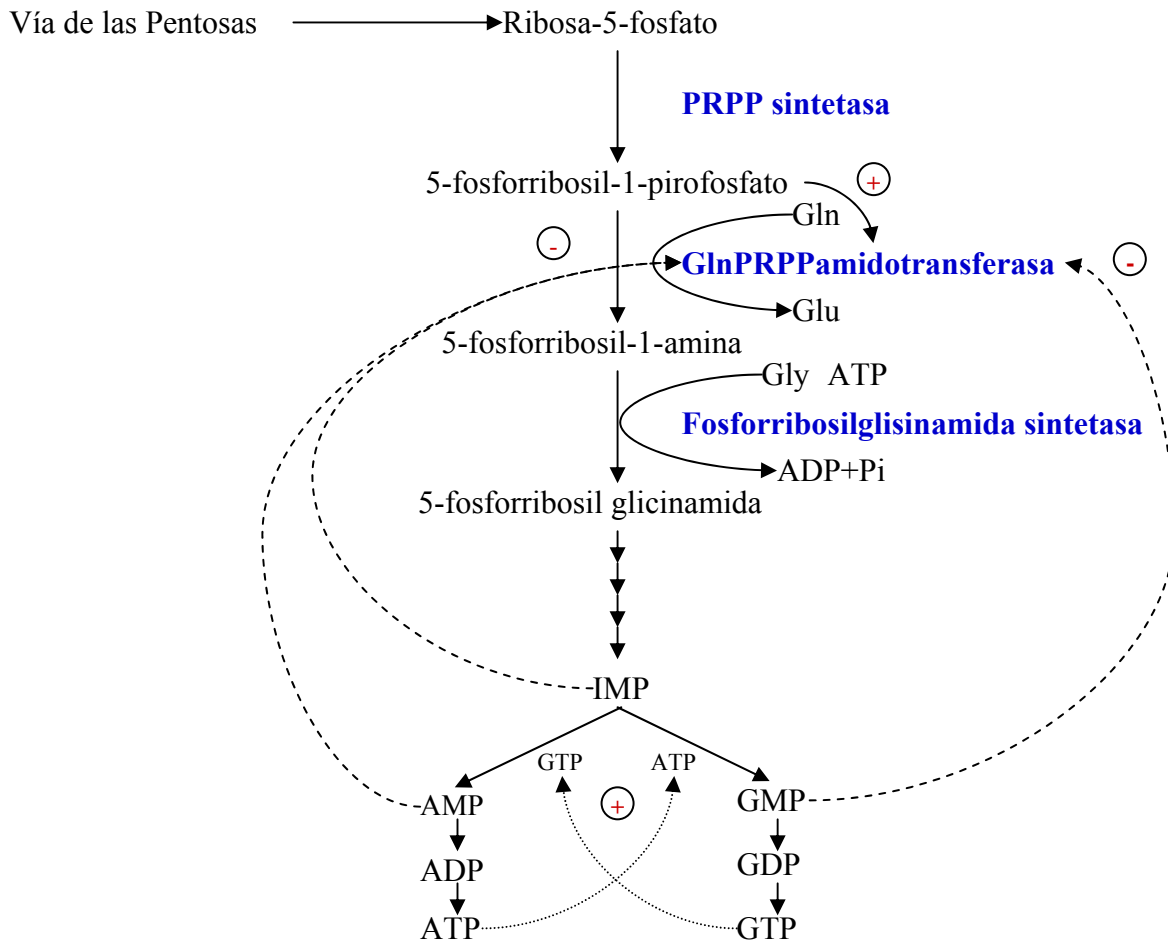 Vía de las Pentosas
Ribosa-5-fosfato
PRPP sintetasa
5-fosforribosil-1-pirofosfato
+
Gln
-
GlnPRPPamidotransferasa
-
Glu
5-fosforribosil-1-amina
Gly ATP
Fosforribosilglisinamida sintetasa
ADP+Pi
5-fosforribosil glicinamida
IMP
GTP
ATP
AMP
+
GMP
ADP
GDP
ATP
GTP